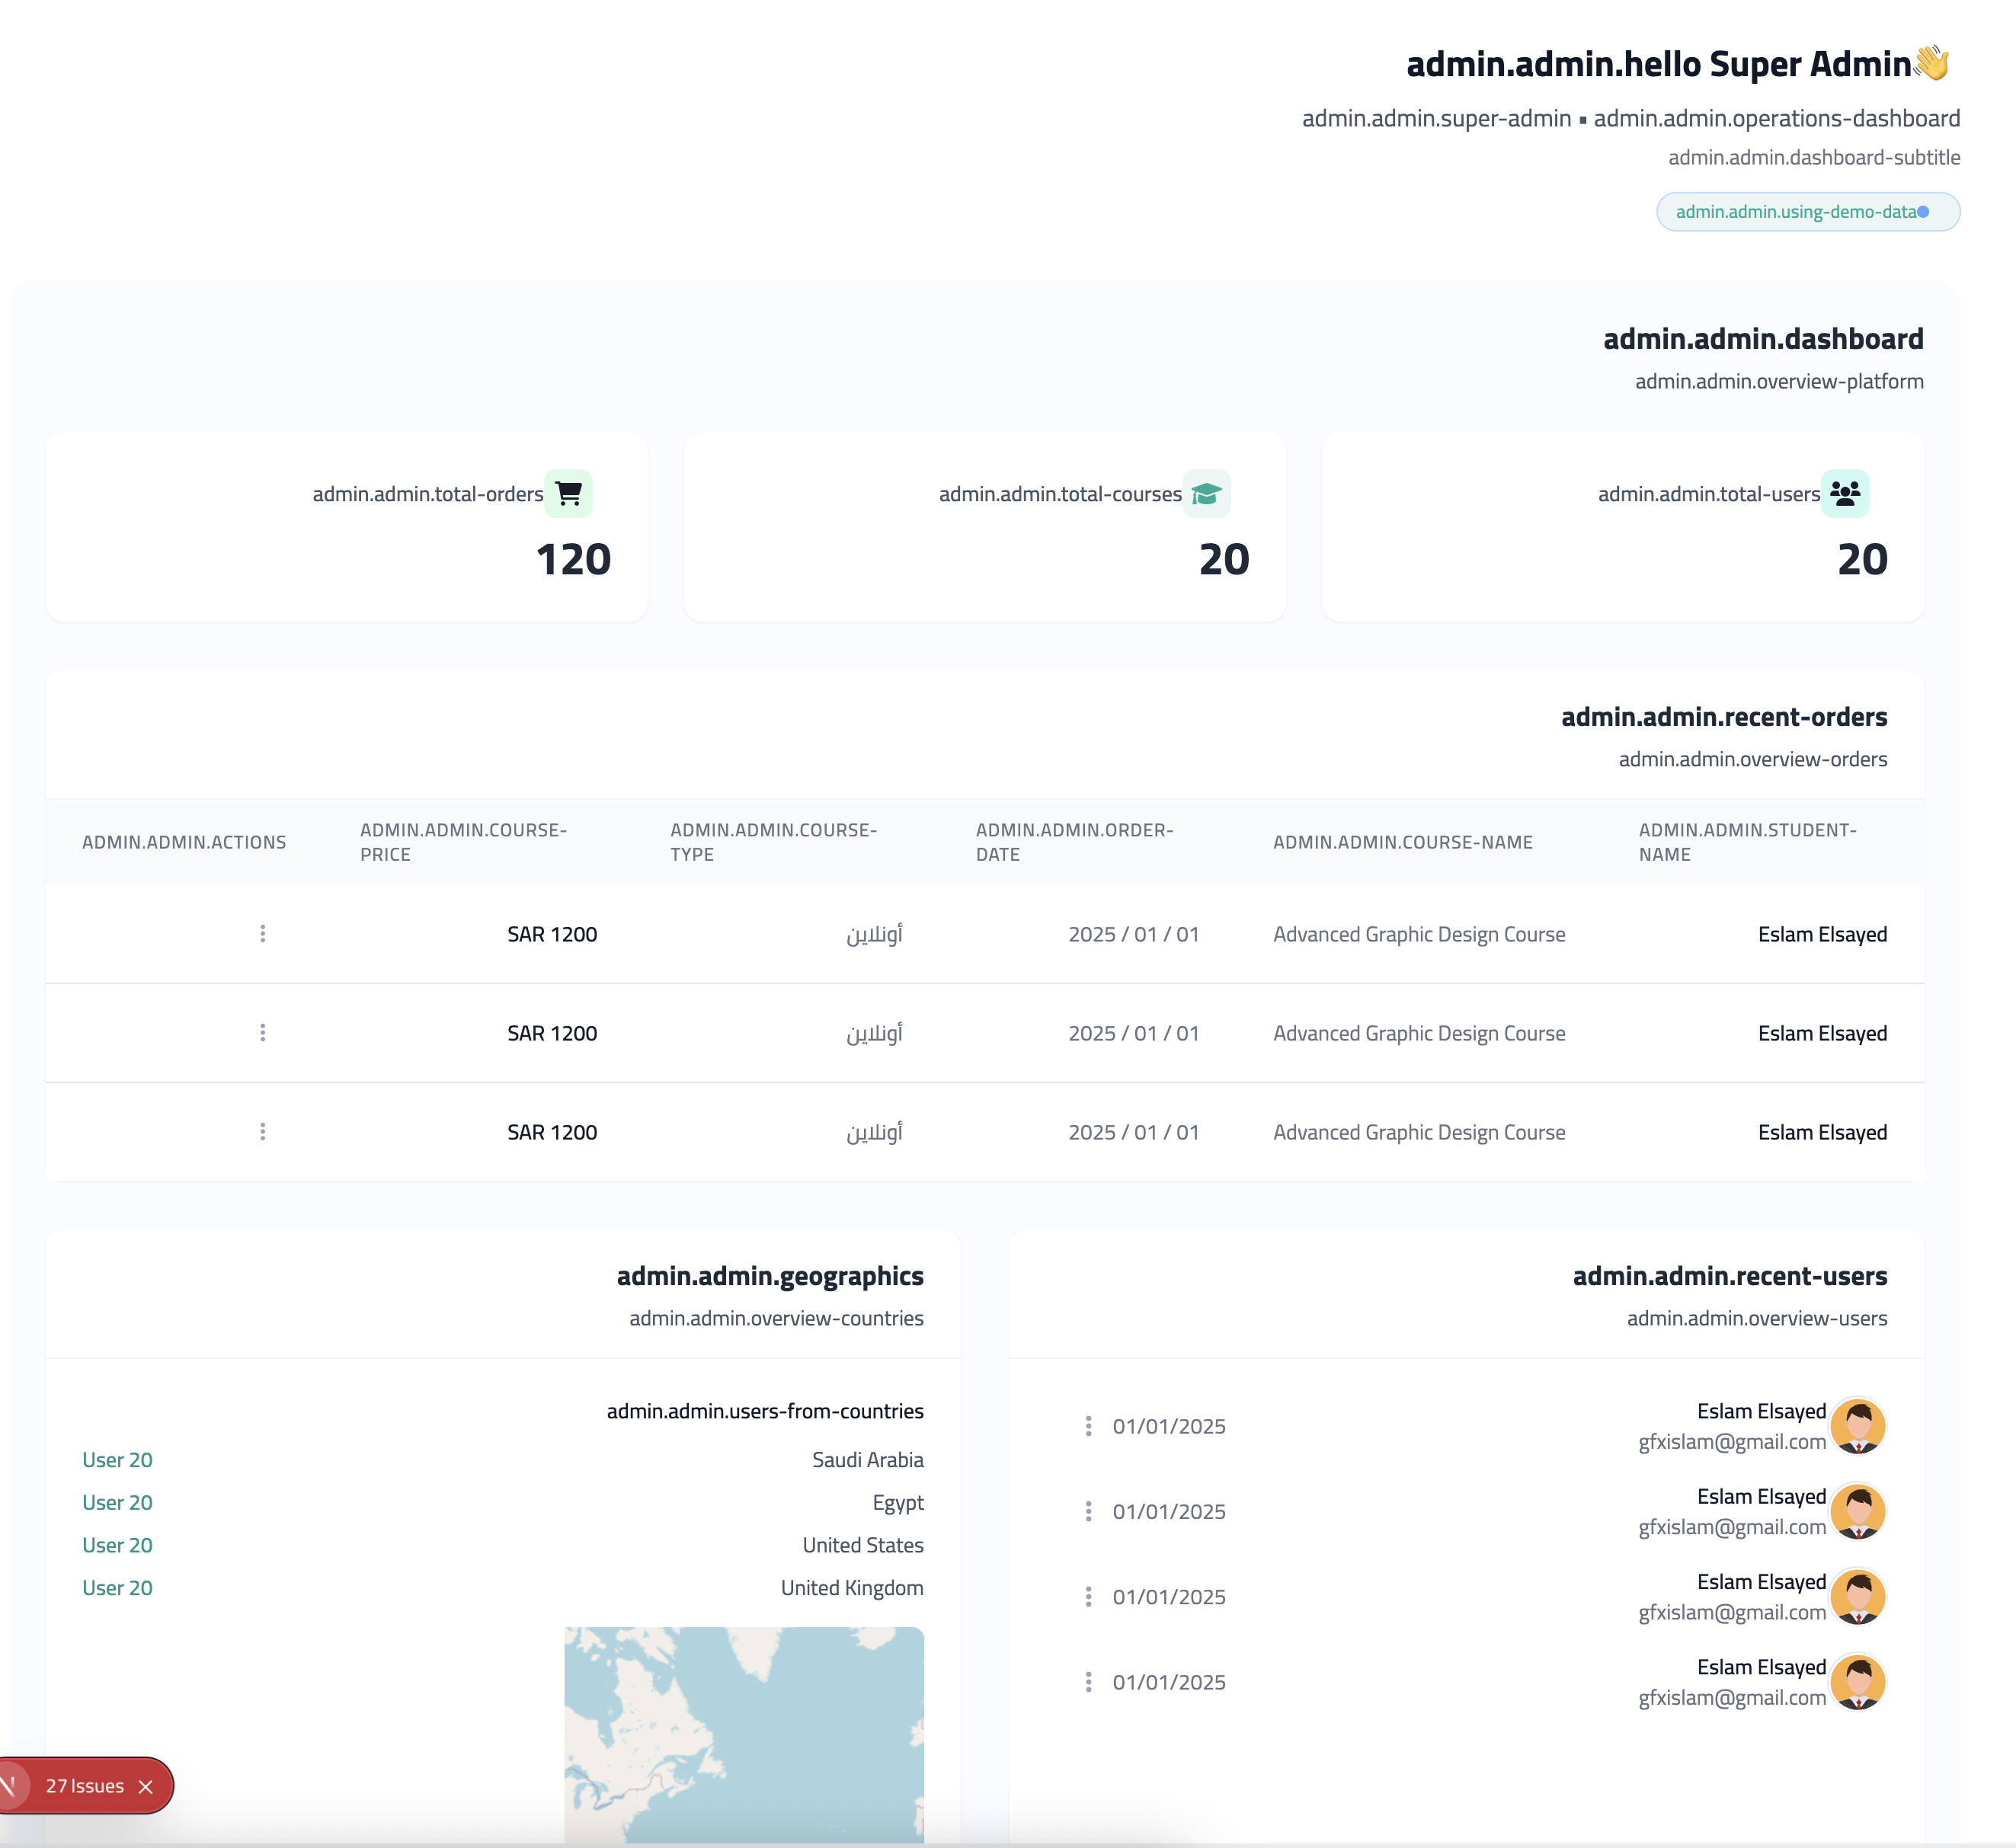 admin.admin.hello Super Admin👋
admin.admin.super-admin ▪ admin.admin.operations-dashboard
admin.admin.dashboard-subtitle
admin.admin.using-demo-data
admin.admin.dashboard
admin.admin.overview-platform
admin.admin.total-users
20
admin.admin.total-courses
20
admin.admin.total-orders
120
admin.admin.recent-orders
admin.admin.overview-orders
ADMIN.ADMIN.STUDENT-
NAME
ADMIN.ADMIN.COURSE-NAME
ADMIN.ADMIN.ORDER-
DATE
ADMIN.ADMIN.COURSE-
TYPE
ADMIN.ADMIN.COURSE-
PRICE
ADMIN.ADMIN.ACTIONS
Eslam Elsayed
Advanced Graphic Design Course
2025 / 01 / 01
أونلاين
SAR 1200
Eslam Elsayed
Advanced Graphic Design Course
2025 / 01 / 01
أونلاين
SAR 1200
Eslam Elsayed
Advanced Graphic Design Course
2025 / 01 / 01
أونلاين
SAR 1200
admin.admin.recent-users
admin.admin.overview-users
Eslam Elsayed
gfxislam@gmail.com
01/01/2025
Eslam Elsayed
gfxislam@gmail.com
01/01/2025
Eslam Elsayed
gfxislam@gmail.com
01/01/2025
Eslam Elsayed
gfxislam@gmail.com
01/01/2025
admin.admin.geographics
admin.admin.overview-countries
admin.admin.users-from-countries
Saudi Arabia
User 20
Egypt
User 20
United States
User 20
United Kingdom
User 20
27 Issues